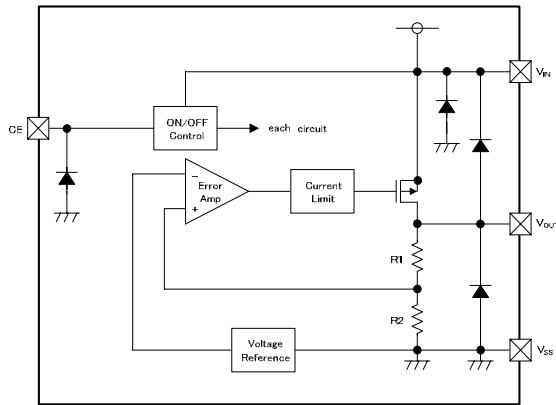 VIN
CE
ON/OFF
Control
each circuit
−
Error
Amp
+
Current
Limit
VOUT
R1
R2
Voltage
Reference
VSS